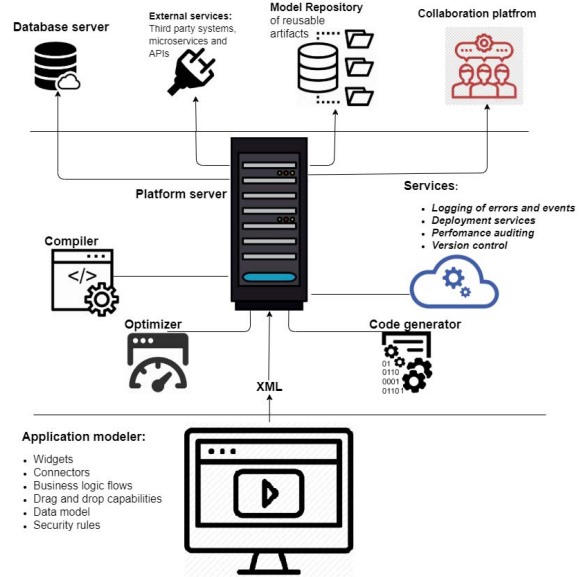 Database server
External services:
Third party systems,
microservices and
APIs
Model Repository
of reusable
artifacts
Collaboration platfrom
Platform server
Services:
Logging of errors and events
Deployment services
Perfomance auditing
Version control
Compiler
</>
Optimizer
Code generator
01
0110
0001
01101
XML
Application modeler:
Widgets
Connectors
Business logic flows
Drag and drop capabilities
Data model
Security rules